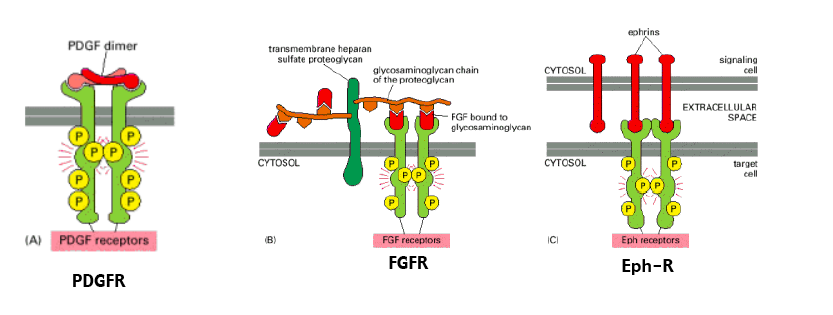 PDGF dimer
P
P
P
P
P
P
P
P
(A)
PDGF receptors
PDGFR
transmembrane heparan
sulfate proteoglycan
glycosaminoglycan chain
of the proteoglycan
FGF bound to
glycosaminoglycan
CYTOSOL
P
P
P
P
P
P
(B)
FGF receptors
FGFR
ephrins
signaling
cell
CYTOSOL
EXTRACELLULAR
SPACE
CYTOSOL
target
cell
P
P
P
P
P
P
(C)
Eph receptors
Eph-R